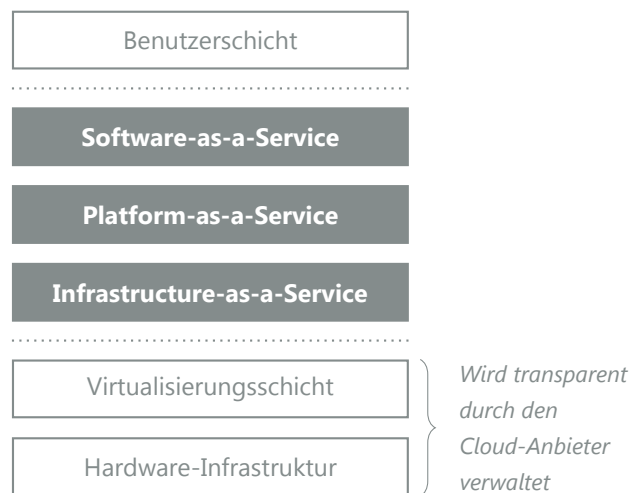 Benutzerschicht
Software-as-a-Service
Platform-as-a-Service
Infrastructure-as-a-Service
Virtualisierungsschicht
Hardware-Infrastruktur
Wird transparent
durch den
Cloud-Anbieter
verwaltet